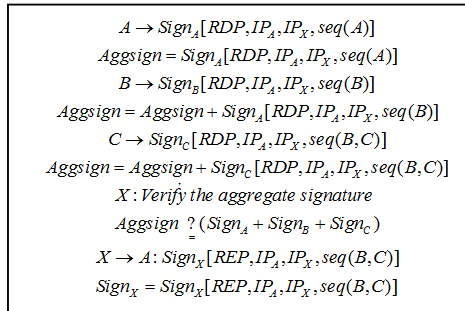 A → Sign_A[RDP, IP_A, IP_X, seq(A)]
Aggsign = Sign_A[RDP, IP_A, IP_X, seq(A)]
B → Sign_B[RDP, IP_A, IP_X, seq(B)]
Aggsign = Aggsign + Sign_A[RDP, IP_A, IP_X, seq(B)]
C → Sign_C[RDP, IP_A, IP_X, seq(B,C)]
Aggsign = Aggsign + Sign_C[RDP, IP_A, IP_X, seq(B,C)]
X : Verify the aggregate signature
Aggsign ≟ (Sign_A + Sign_B + Sign_C)
X → A : Sign_X[REP, IP_A, IP_X, seq(B,C)]
Sign_X = Sign_X[REP, IP_A, IP_X, seq(B,C)]